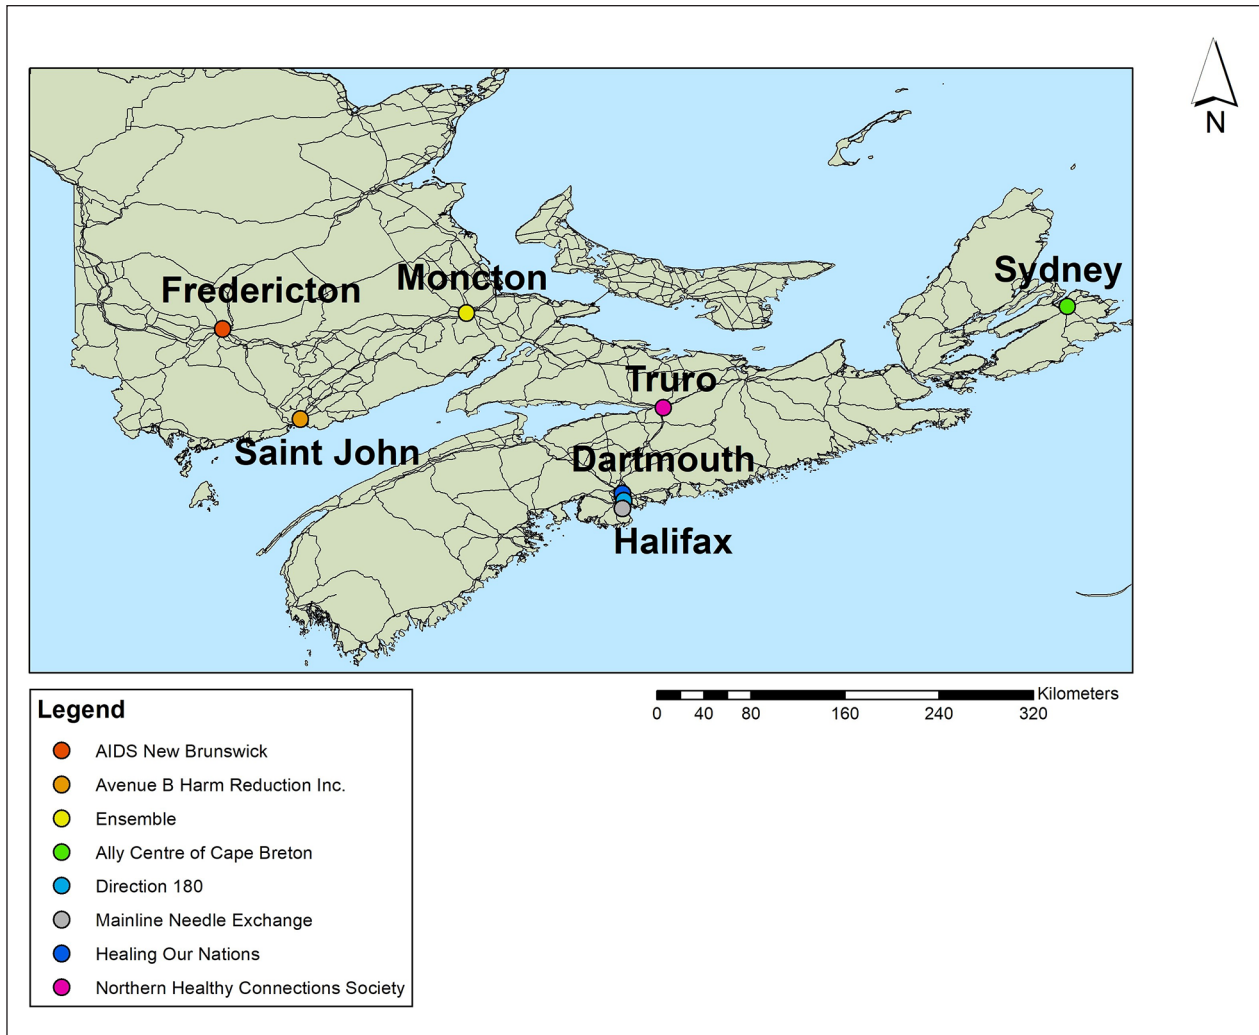 N
Sydney
Moncton
Fredericton
Truro
Saint John
Dartmouth
Halifax
Kilometers
0 40 80 160 240 320
Legend
AIDS New Brunswick
Avenue B Harm Reduction Inc.
Ensemble
Ally Centre of Cape Breton
Direction 180
Mainline Needle Exchange
Healing Our Nations
Northern Healthy Connections Society